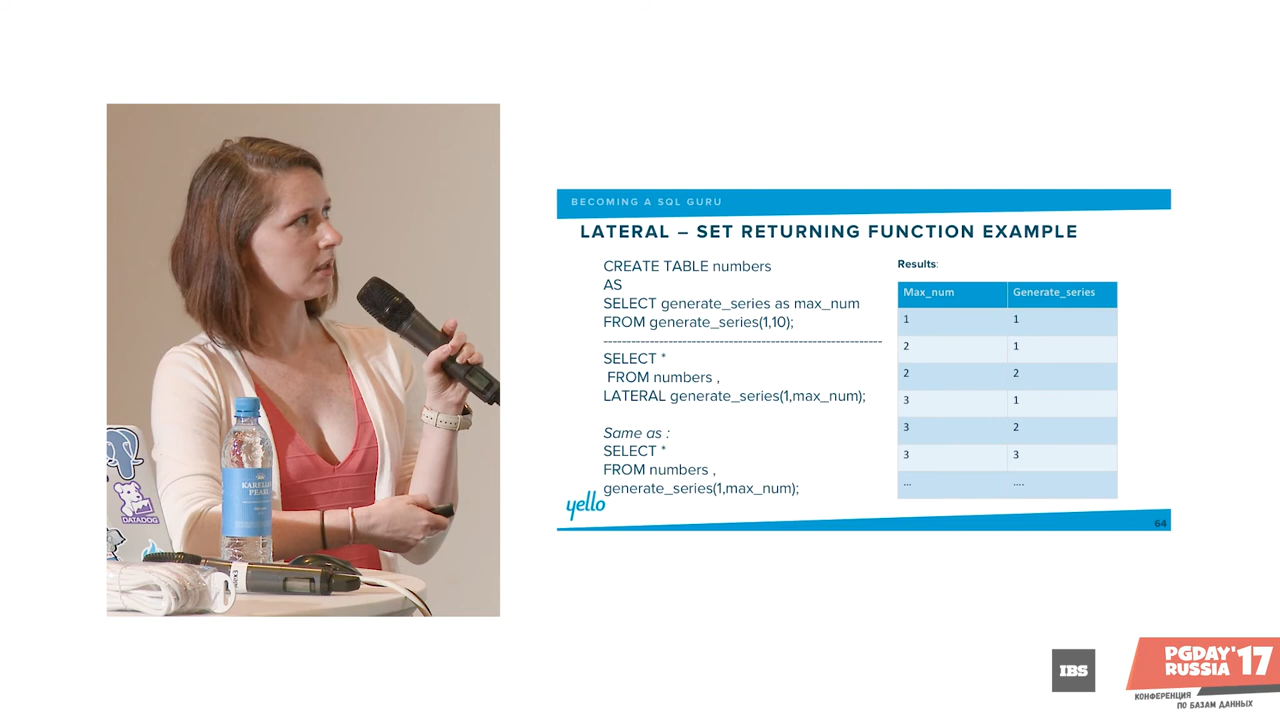 BECOMING A SQL GURU
LATERAL – SET RETURNING FUNCTION EXAMPLE
CREATE TABLE numbers
AS
SELECT generate_series as max_num
FROM generate_series(1,10);
--------------------------------------------------------------
SELECT *
FROM numbers ,
LATERAL generate_series(1,max_num);
Same as :
SELECT *
FROM numbers ,
generate_series(1,max_num);
Results:
Max_num Generate_series
1 1
2 1
2 2
3 1
3 2
3 3
... ....
yello
64
KARELIA
PEARL
DATADOG
IBS
PGDAY'17
RUSSIA
КОНФЕРЕНЦИЯ
ПО БАЗАМ ДАННЫХ